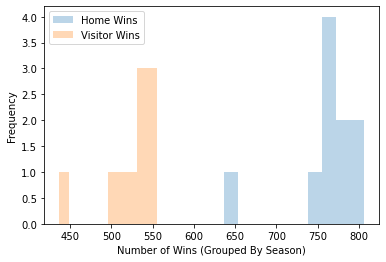 Home Wins
Visitor Wins
4.0
3.5
3.0
2.5
2.0
1.5
1.0
0.5
0.0
Frequency
450 500 550 600 650 700 750 800
Number of Wins (Grouped By Season)